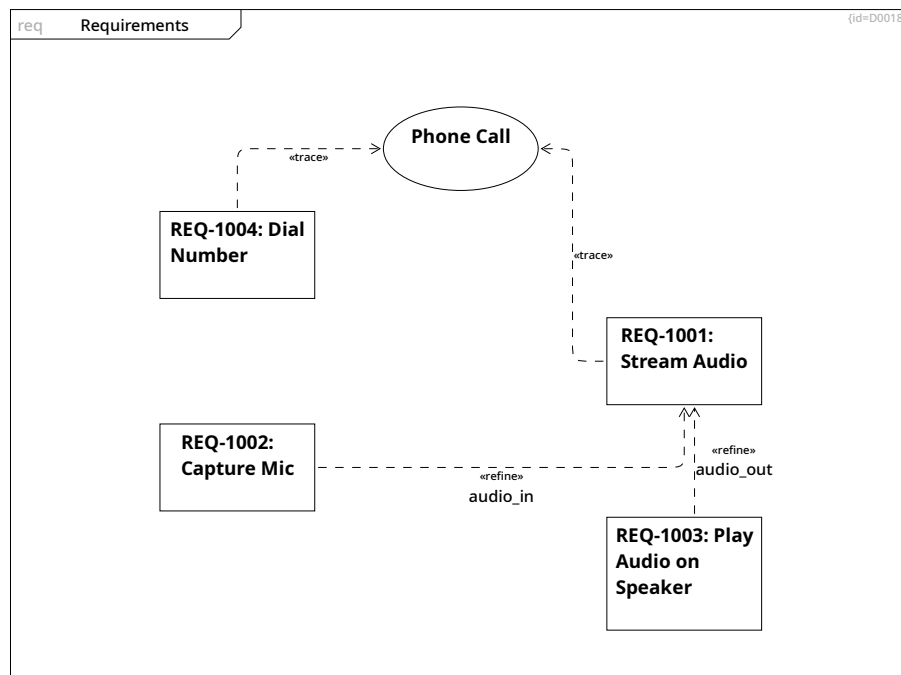 req Requirements
{id=D0018
Phone Call
«trace»
REQ-1004: Dial
Number
«trace»
REQ-1001:
Stream Audio
REQ-1002:
Capture Mic
«refine»
audio_in
«refine»
audio_out
REQ-1003: Play
Audio on
Speaker